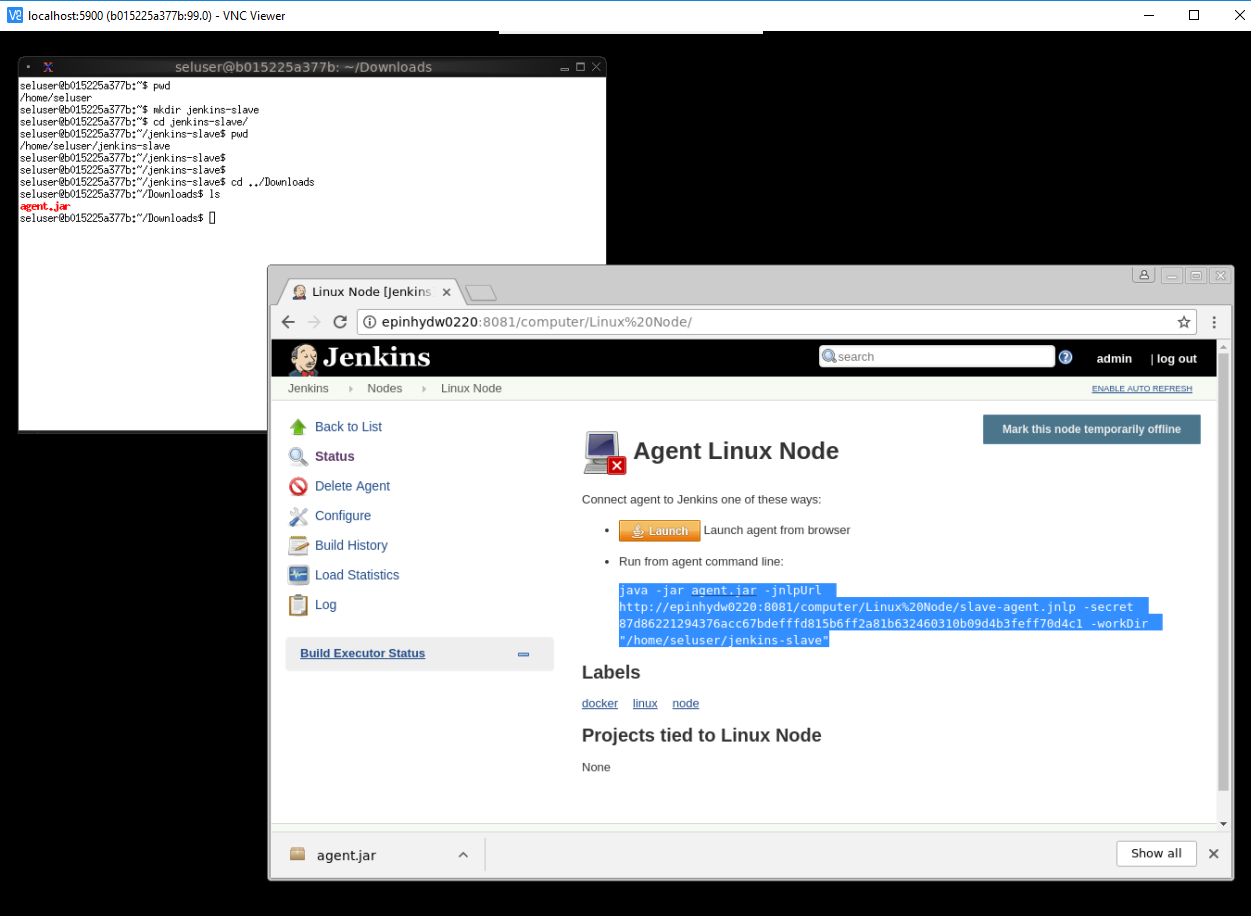 localhost:5900 (b015225a377b:99.0) - VNC Viewer
seluser@b015225a377b: ~/Downloads
seluser@b015225a377b:~$ pwd
/home/seluser
seluser@b015225a377b:~$ mkdir jenkins-slave
seluser@b015225a377b:~$ cd jenkins-slave/
seluser@b015225a377b:~/jenkins-slave$ pwd
/home/seluser/jenkins-slave
seluser@b015225a377b:~/jenkins-slave$
seluser@b015225a377b:~/jenkins-slave$
seluser@b015225a377b:~/jenkins-slave$ cd ../Downloads
seluser@b015225a377b:~/Downloads$ ls
agent.jar
seluser@b015225a377b:~/Downloads$
Linux Node [Jenkins]
epinhydw0220:8081/computer/Linux%20Node/
Jenkins
search
admin
| log out
Jenkins
Nodes
Linux Node
ENABLE AUTO REFRESH
Back to List
Status
Delete Agent
Configure
Build History
Load Statistics
Log
Build Executor Status
Mark this node temporarily offline
Agent Linux Node
Connect agent to Jenkins one of these ways:
Launch Launch agent from browser
Run from agent command line:
java -jar agent.jar -jnlpUrl
http://epinhydw0220:8081/computer/Linux%20Node/slave-agent.jnlp -secret
87d86221294376acc67bdefffd815b6ff2a81b632460310b09d4b3feff70d4c1 -workDir
"/home/seluser/jenkins-slave"
Labels
docker linux node
Projects tied to Linux Node
None
agent.jar
Show all